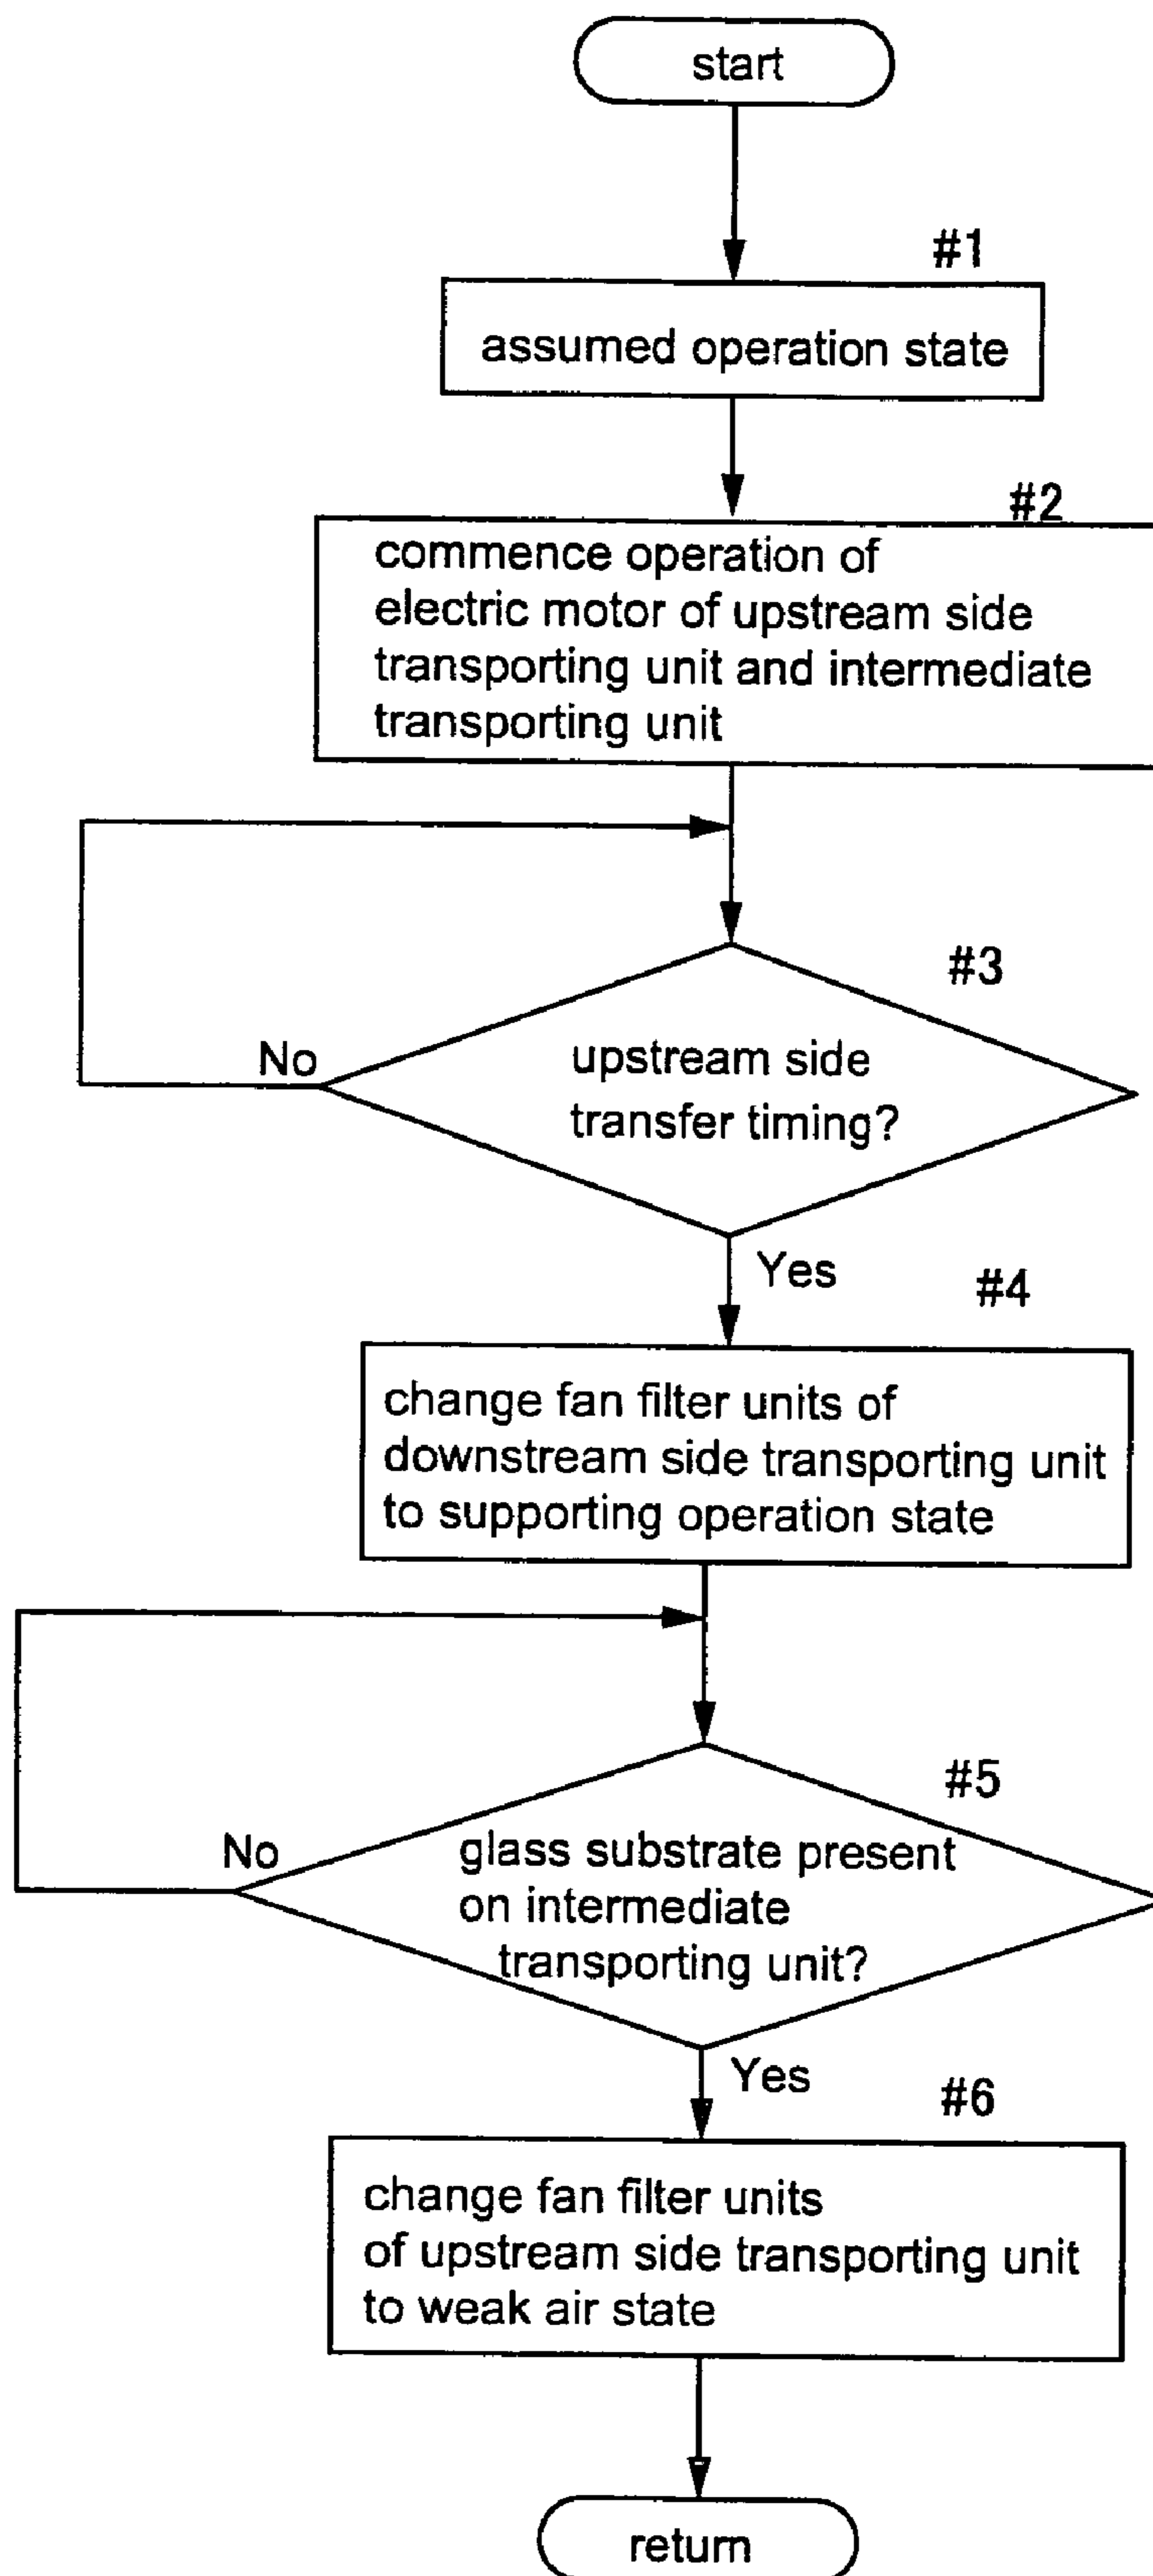 start
#1
assumed operation state
#2
commence operation of
electric motor of upstream side
transporting unit and intermediate
transporting unit
#3
No
upstream side
transfer timing?
Yes
#4
change fan filter units of
downstream side transporting unit
to supporting operation state
#5
No
glass substrate present
on intermediate
transporting unit?
Yes
#6
change fan filter units
of upstream side transporting unit
to weak air state
return